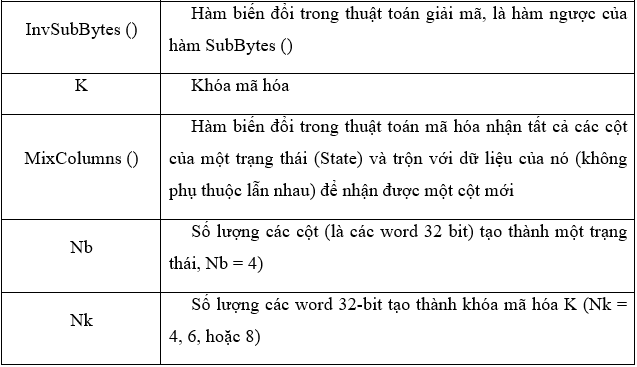 InvSubBytes ()
Hàm biến đổi trong thuật toán giải mã, là hàm ngược của
hàm SubBytes ()
K
Khóa mã hóa
MixColumns ()
Hàm biến đổi trong thuật toán mã hóa nhận tất cả các cột
của một trạng thái (State) và trộn với dữ liệu của nó (không
phụ thuộc lẫn nhau) để nhận được một cột mới
Nb
Số lượng các cột (là các word 32 bit) tạo thành một trạng
thái, Nb = 4)
Nk
Số lượng các word 32-bit tạo thành khóa mã hóa K (Nk =
4, 6, hoặc 8)